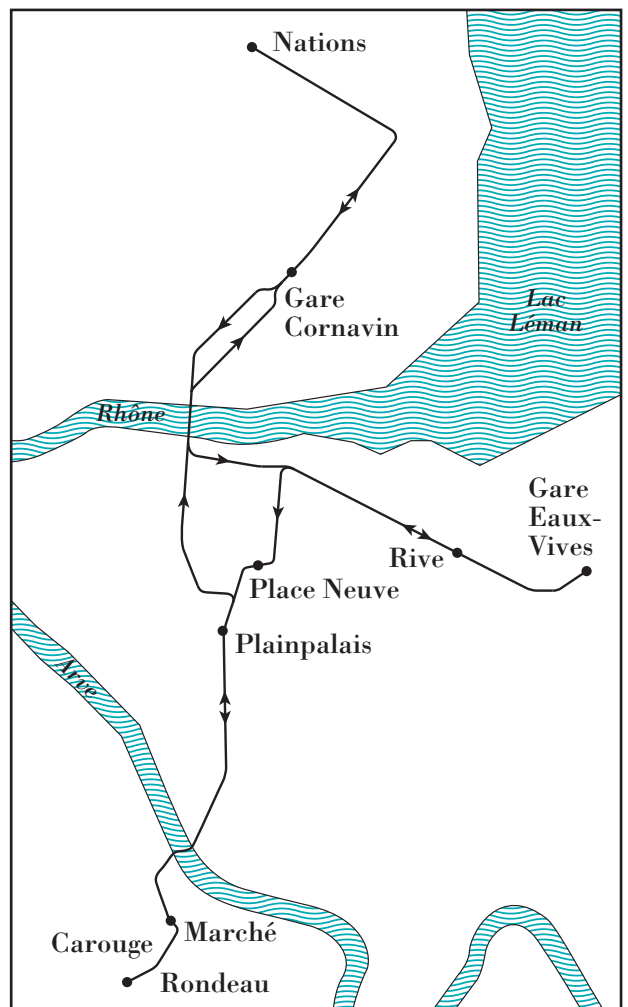 Nations
Gare
Cornavin
Lac
Léman
Rhône
Gare
Eaux-
Vives
Rive
Place Neuve
Plainpalais
Arve
Marché
Carouge
Rondeau